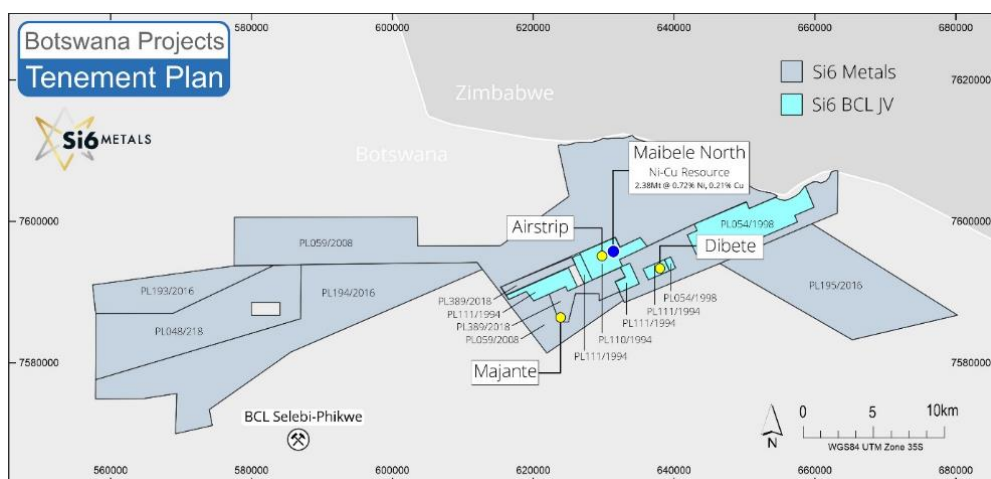 Botswana Projects
Tenement Plan
Si6 METALS
580000
600000
620000
640000
660000
680000
7620000
7620000
7600000
7600000
7580000
7580000
560000
580000
600000
620000
640000
660000
680000
Si6 Metals
Si6 BCL JV
Zimbabwe
Botswana
Maibele North
Ni-Cu Resource
2.38Mt @ 0.72% Ni, 0.21% Cu
Airstrip
Dibete
Majante
PL054/1998
PL059/2008
PL193/2016
PL194/2016
PL048/218
PL195/2016
PL389/2018
PL111/1994
PL389/2018
PL059/2008
PL111/1994
PL110/1994
PL111/1994
PL111/1994
PL054/1998
BCL Selebi-Phikwe
N
0 5 10km
WGS84 UTM Zone 35S